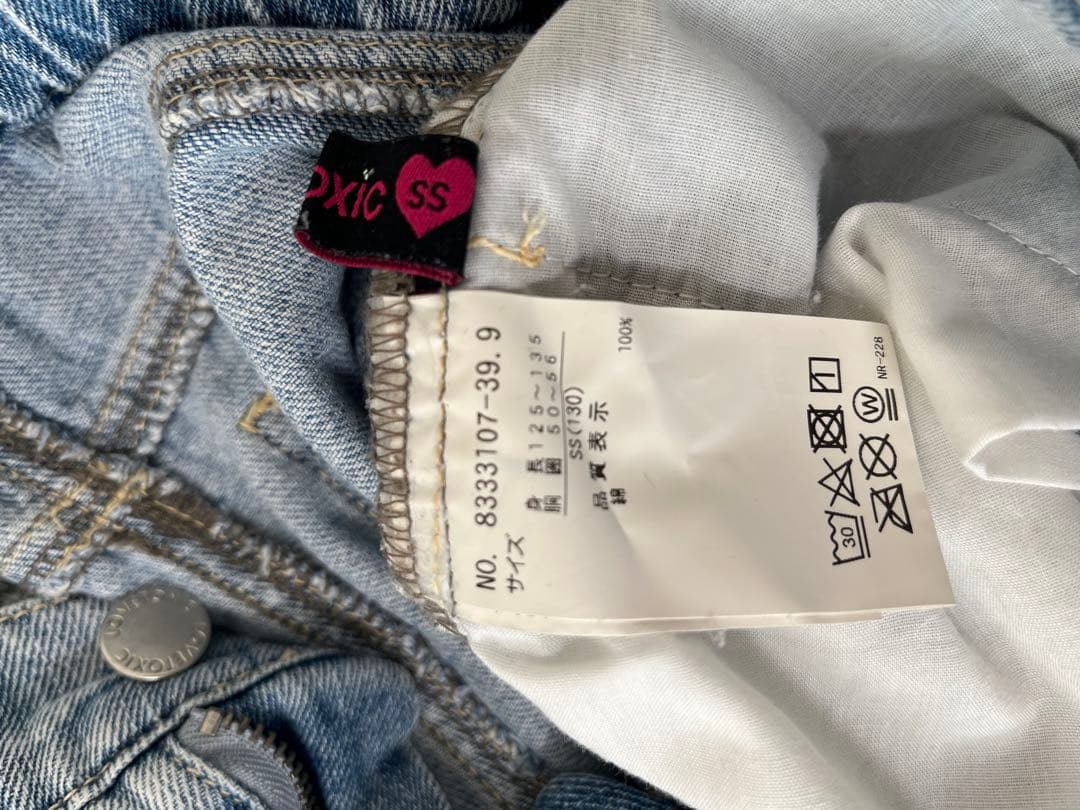 OXIC
SS
NO. 8333107-39.9
サイズ
身長 125~135
胴囲 50~56
SS(130)
品質表示
綿 100%
30
W
NR-228
LOVETOXIC